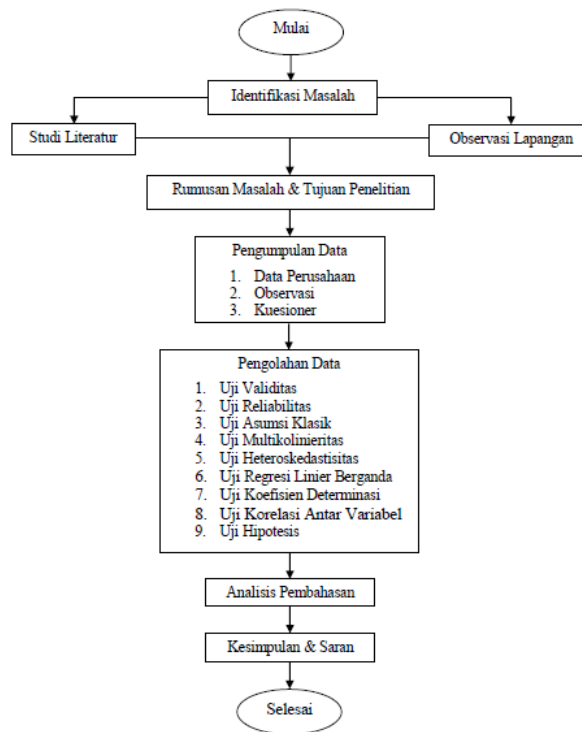 Mulai
Identifikasi Masalah
Studi Literatur
Observasi Lapangan
Rumusan Masalah & Tujuan Penelitian
Pengumpulan Data
1. Data Perusahaan
2. Observasi
3. Kuesioner
Pengolahan Data
1. Uji Validitas
2. Uji Reliabilitas
3. Uji Asumsi Klasik
4. Uji Multikolinieritas
5. Uji Heteroskedastisitas
6. Uji Regresi Linier Berganda
7. Uji Koefisien Determinasi
8. Uji Korelasi Antar Variabel
9. Uji Hipotesis
Analisis Pembahasan
Kesimpulan & Saran
Selesai